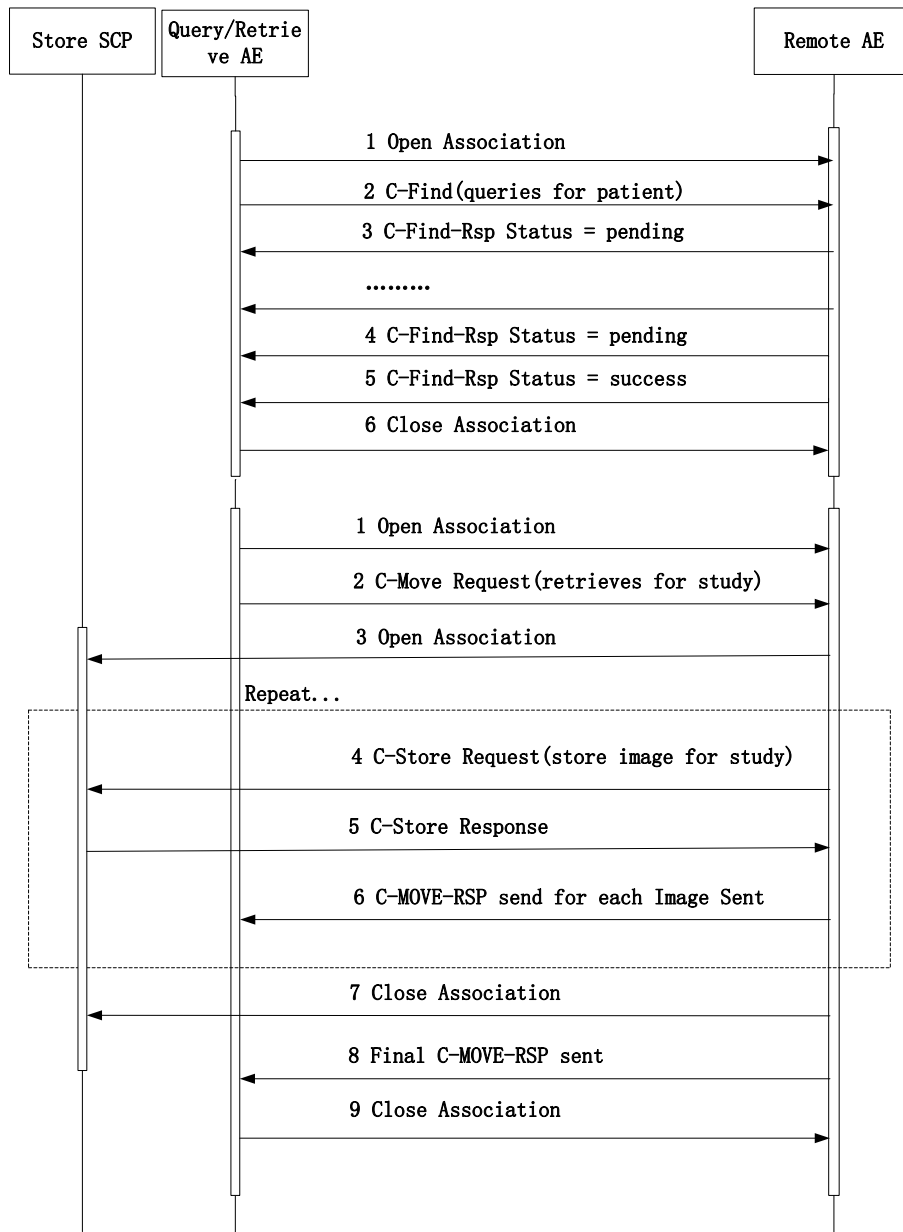 Store SCP
Query/Retrie
ve AE
Remote AE
1 Open Association
2 C-Find(queries for patient)
3 C-Find-Rsp Status = pending
.........
4 C-Find-Rsp Status = pending
5 C-Find-Rsp Status = success
6 Close Association
1 Open Association
2 C-Move Request(retrieves for study)
3 Open Association
Repeat...
4 C-Store Request(store image for study)
5 C-Store Response
6 C-MOVE-RSP send for each Image Sent
7 Close Association
8 Final C-MOVE-RSP sent
9 Close Association